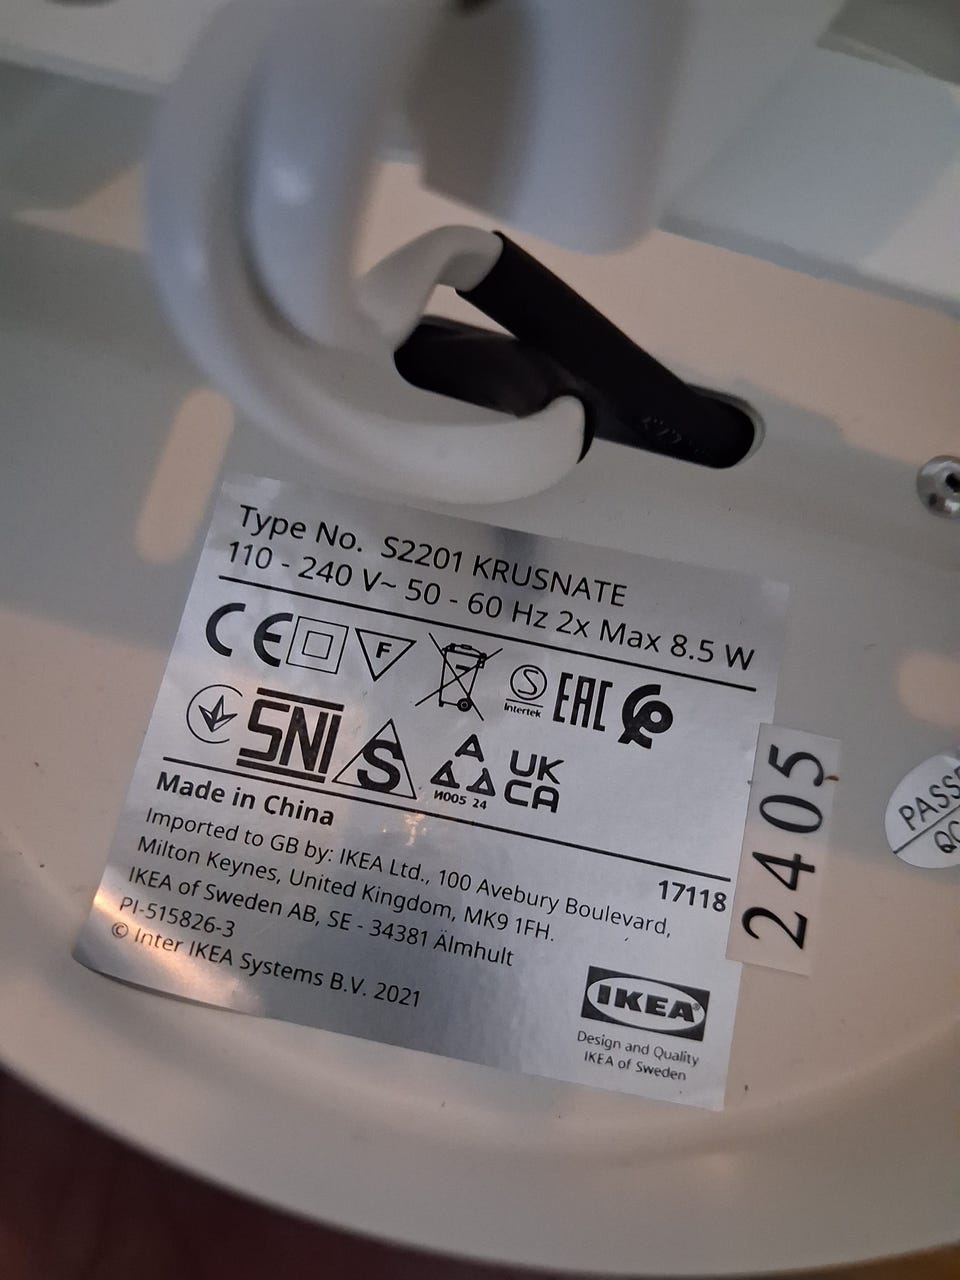 Type No. S2201 KRUSNATE
110 - 240 V~ 50 - 60 Hz 2x Max 8.5 W
CE
F
S
Intertek
EAC
SNI
S
И005 24
UK
CA
Made in China
17118
Imported to GB by: IKEA Ltd., 100 Avebury Boulevard,
Milton Keynes, United Kingdom, MK9 1FH.
IKEA of Sweden AB, SE - 34381 Älmhult
PI-515826-3
© Inter IKEA Systems B.V. 2021
IKEA®
Design and Quality
IKEA of Sweden
2405
PASSE
QC